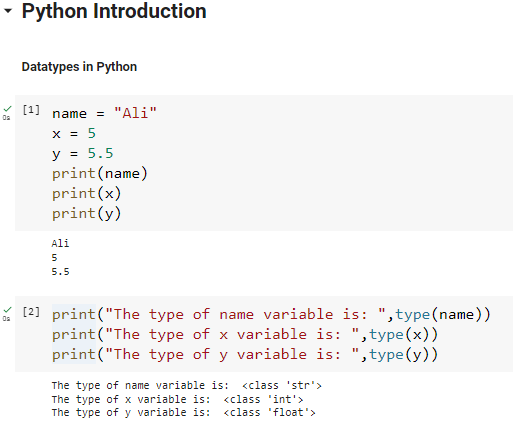 Python Introduction
Datatypes in Python
[1] name = "Ali"
0s
x = 5
y = 5.5
print(name)
print(x)
print(y)
Ali
5
5.5
[2] print("The type of name variable is: ",type(name))
0s
print("The type of x variable is: ",type(x))
print("The type of y variable is: ",type(y))
The type of name variable is:  <class 'str'>
The type of x variable is:  <class 'int'>
The type of y variable is:  <class 'float'>